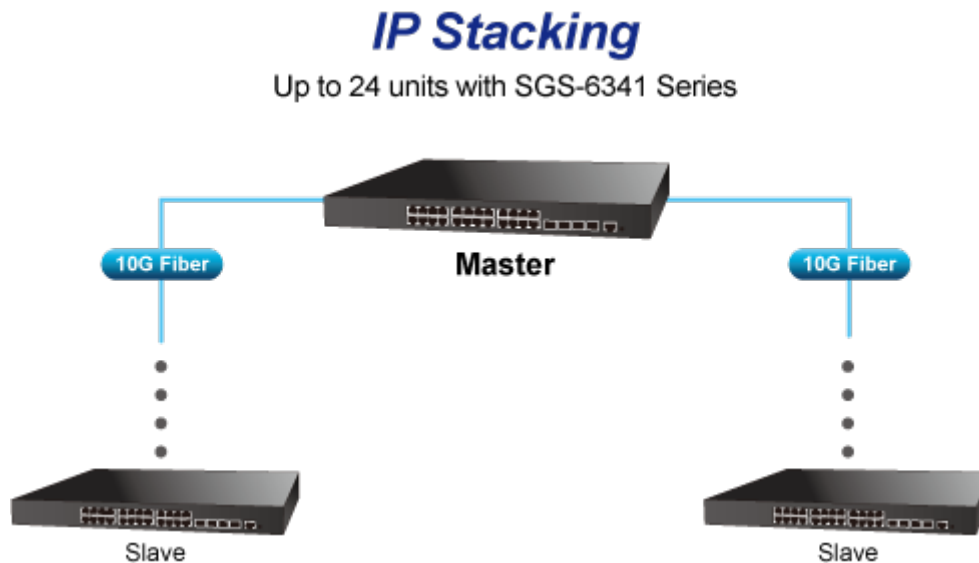 IP Stacking
Up to 24 units with SGS-6341 Series
10G Fiber
Master
10G Fiber
Slave
Slave